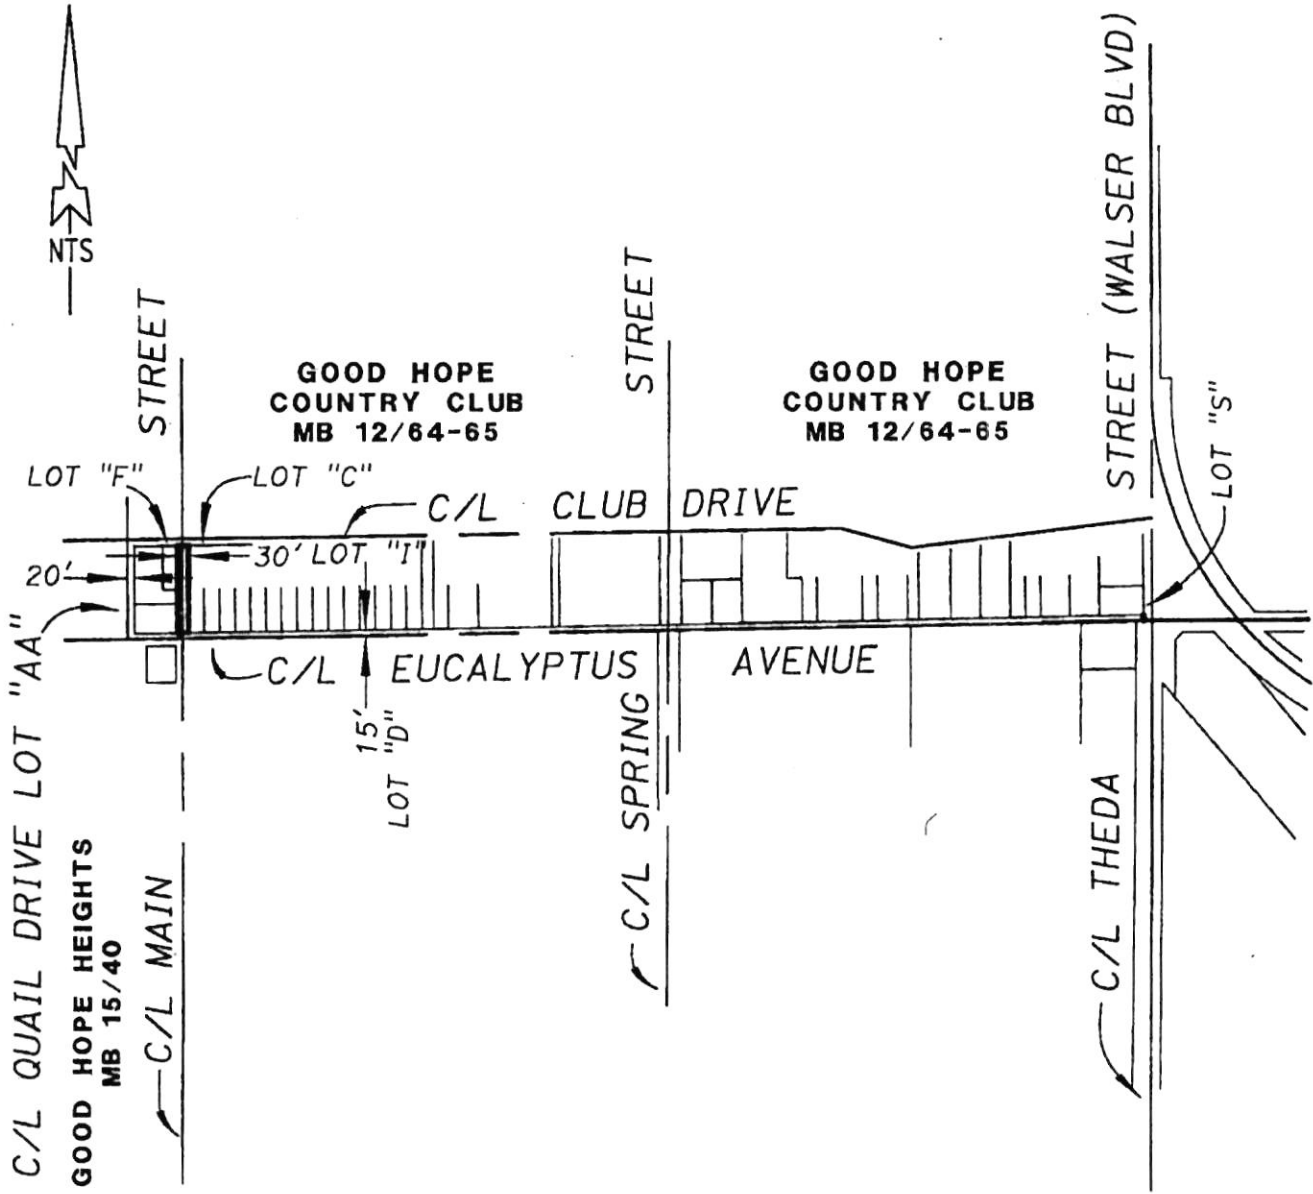 NTS
STREET
STREET
STREET (WALSER BLVD)
GOOD HOPE
COUNTRY CLUB
MB 12/64-65
GOOD HOPE
COUNTRY CLUB
MB 12/64-65
LOT "F"
LOT "C"
LOT "S"
C/L CLUB DRIVE
30' LOT "I"
20'
C/L EUCALYPTUS AVENUE
15'
LOT "D"
C/L QUAIL DRIVE LOT "AA"
GOOD HOPE HEIGHTS
MB 15/40
C/L MAIN
C/L SPRING
C/L THEDA